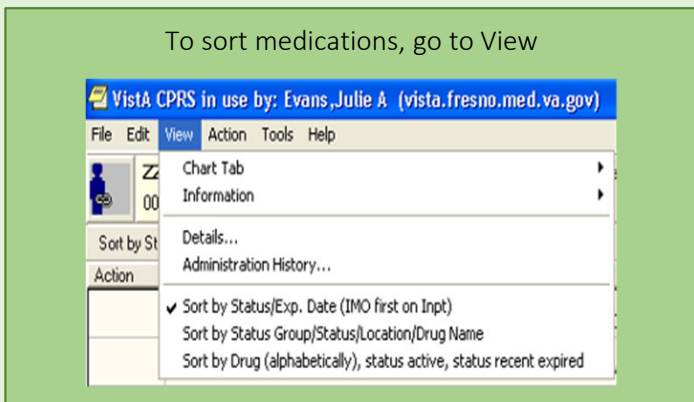 To sort medications, go to View
VistA CPRS in use by: Evans,Julie A (vista.fresno.med.va.gov)
File Edit View Action Tools Help
ZZ
00
Chart Tab
Information
Sort by St
Action
Details...
Administration History...
Sort by Status/Exp. Date (IMO first on Inpt)
Sort by Status Group/Status/Location/Drug Name
Sort by Drug (alphabetically), status active, status recent expired